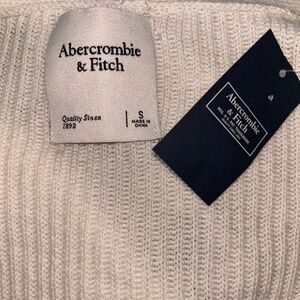 Abercrombie
& Fitch
Quality Since
1892
S
MADE IN
CHINA
Abercrombie
& Fitch